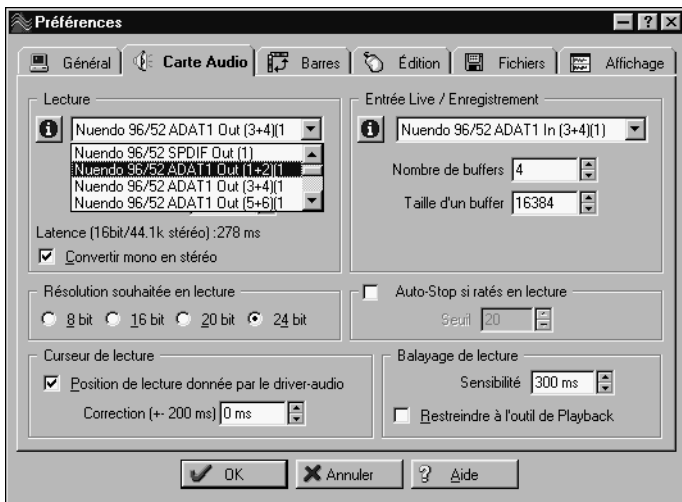 Préférences
Général Carte Audio Barres Édition Fichiers Affichage
Lecture
Nuendo 96/52 ADAT1 Out (3+4)(1
Nuendo 96/52 SPDIF Out (1)
Nuendo 96/52 ADAT1 Out (1+2)(1
Nuendo 96/52 ADAT1 Out (3+4)(1
Nuendo 96/52 ADAT1 Out (5+6)(1
Latence (16bit/44.1k stéréo) :278 ms
Convertir mono en stéréo
Entrée Live / Enregistrement
Nuendo 96/52 ADAT1 In (3+4)(1)
Nombre de buffers 4
Taille d'un buffer 16384
Résolution souhaitée en lecture
8 bit 16 bit 20 bit 24 bit
Auto-Stop si ratés en lecture
Seuil 20
Curseur de lecture
Position de lecture donnée par le driver-audio
Correction (+- 200 ms) 0 ms
Balayage de lecture
Sensibilité 300 ms
Restreindre à l'outil de Playback
OK Annuler Aide